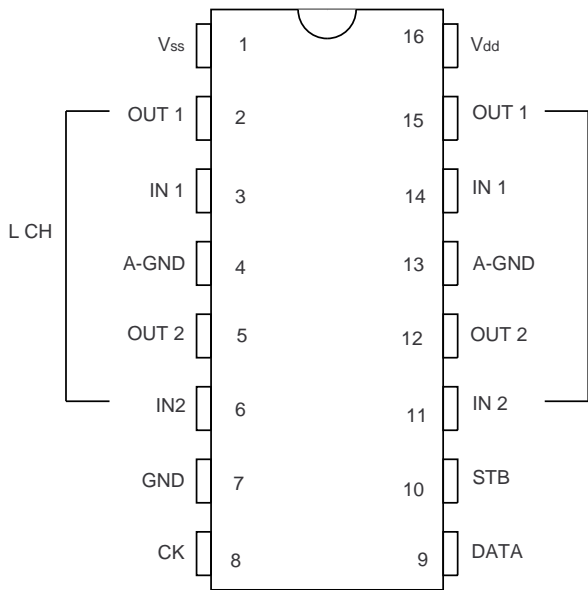 Vss 1 16 Vdd
OUT 1 2 15 OUT 1
IN 1 3 14 IN 1
L CH
A-GND 4 13 A-GND
OUT 2 5 12 OUT 2
IN2 6 11 IN 2
GND 7 10 STB
CK 8 9 DATA